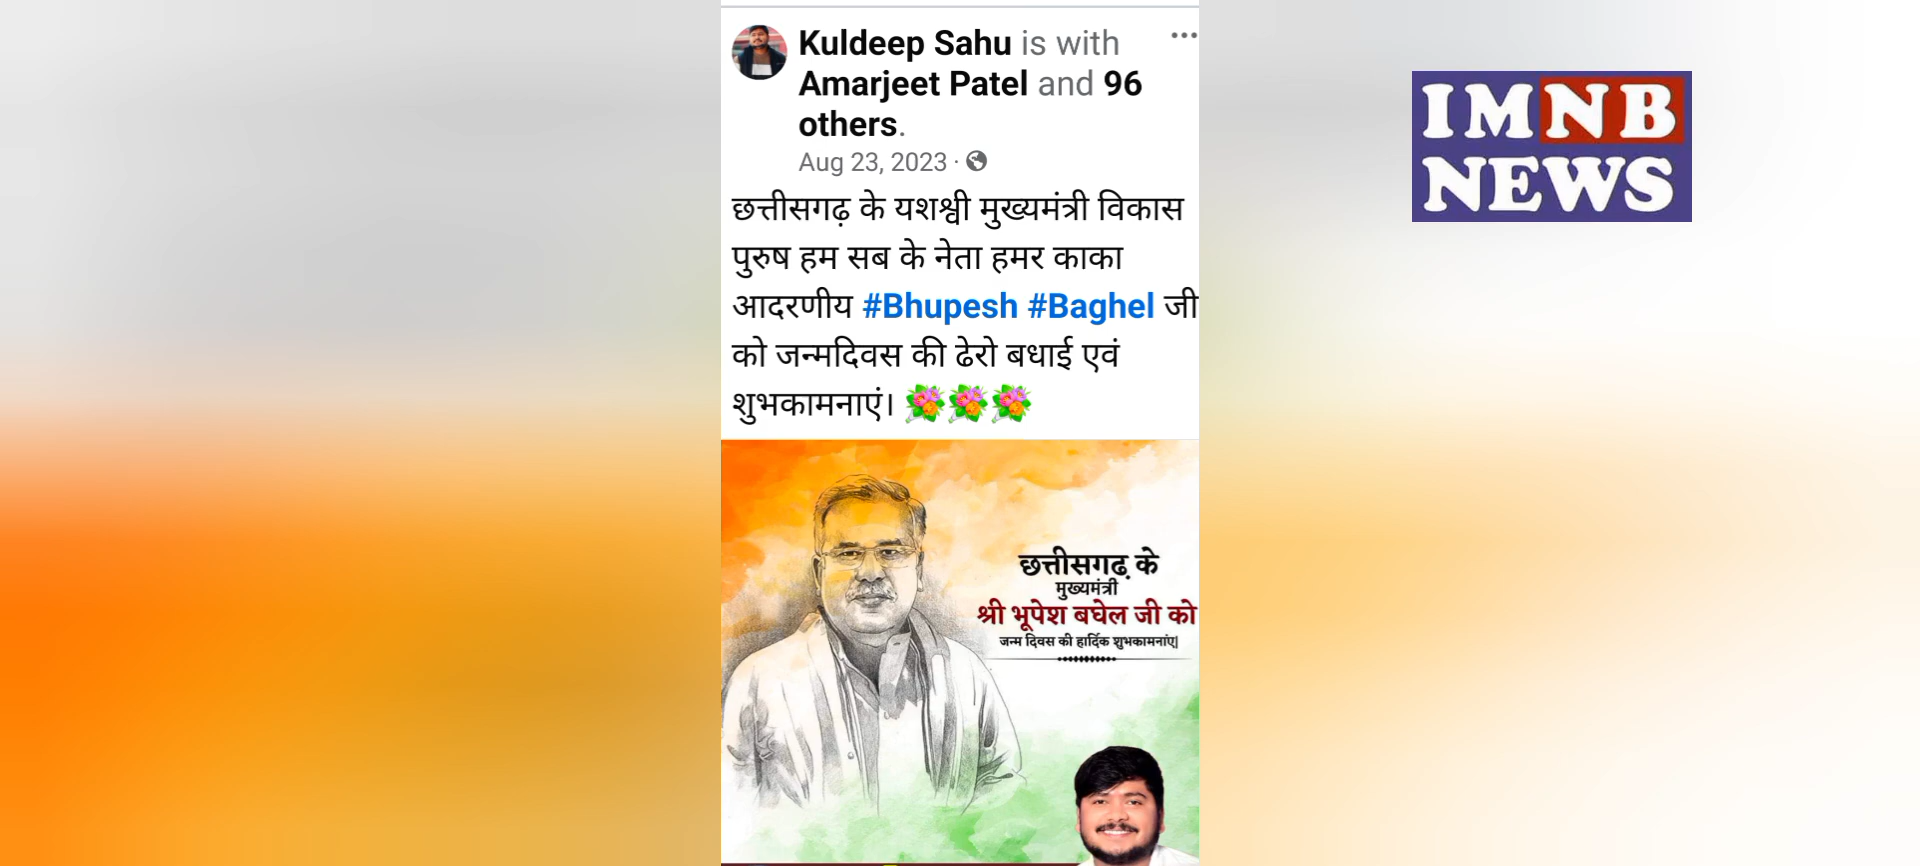 Kuldeep Sahu is with
Amarjeet Patel and 96
others.
Aug 23, 2023 ·
छत्तीसगढ़ के यशश्वी मुख्यमंत्री विकास
पुरुष हम सब के नेता हमर काका
आदरणीय #Bhupesh #Baghel जी
को जन्मदिवस की ढेरो बधाई एवं
शुभकामनाएं। 💐💐💐
छत्तीसगढ़ के
मुख्यमंत्री
श्री भूपेश बघेल जी को
जन्म दिवस की हार्दिक शुभकामनाएं|
IMNB
NEWS